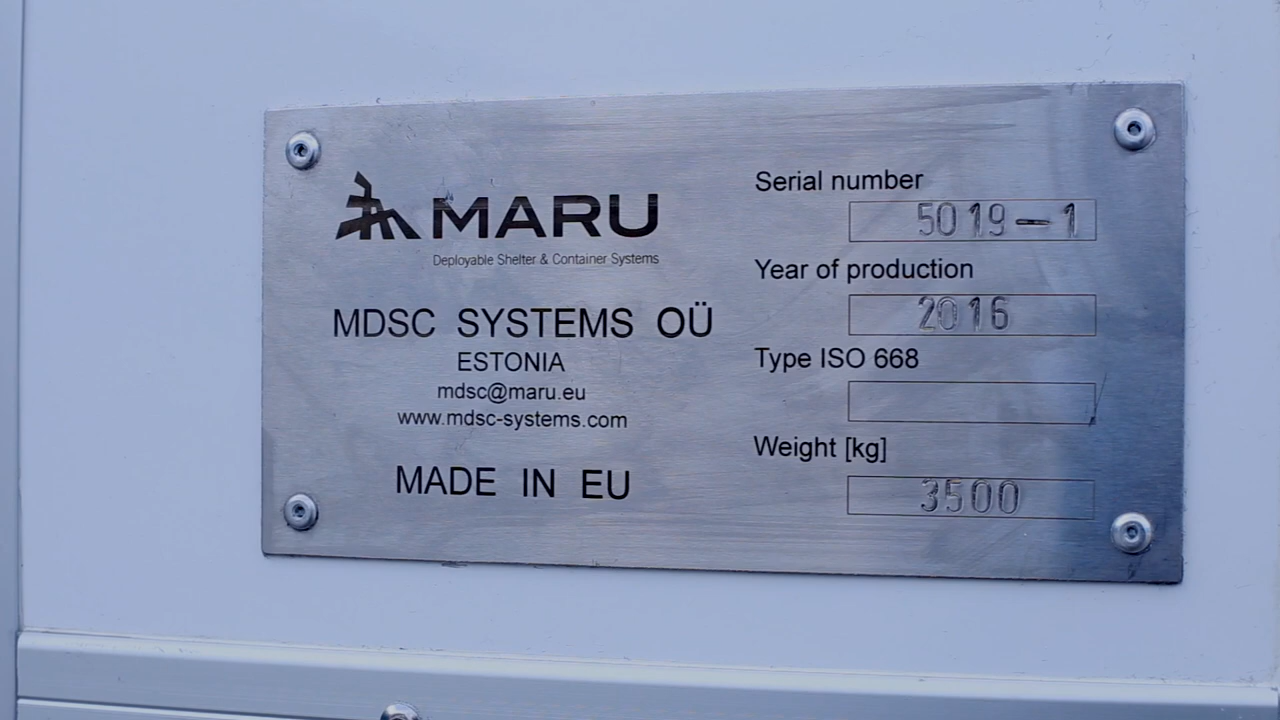 MARU
Deployable Shelter & Container Systems
MDSC SYSTEMS OÜ
ESTONIA
mdsc@maru.eu
www.mdsc-systems.com
MADE IN EU
Serial number
5019-1
Year of production
2016
Type ISO 668
Weight [kg]
3500